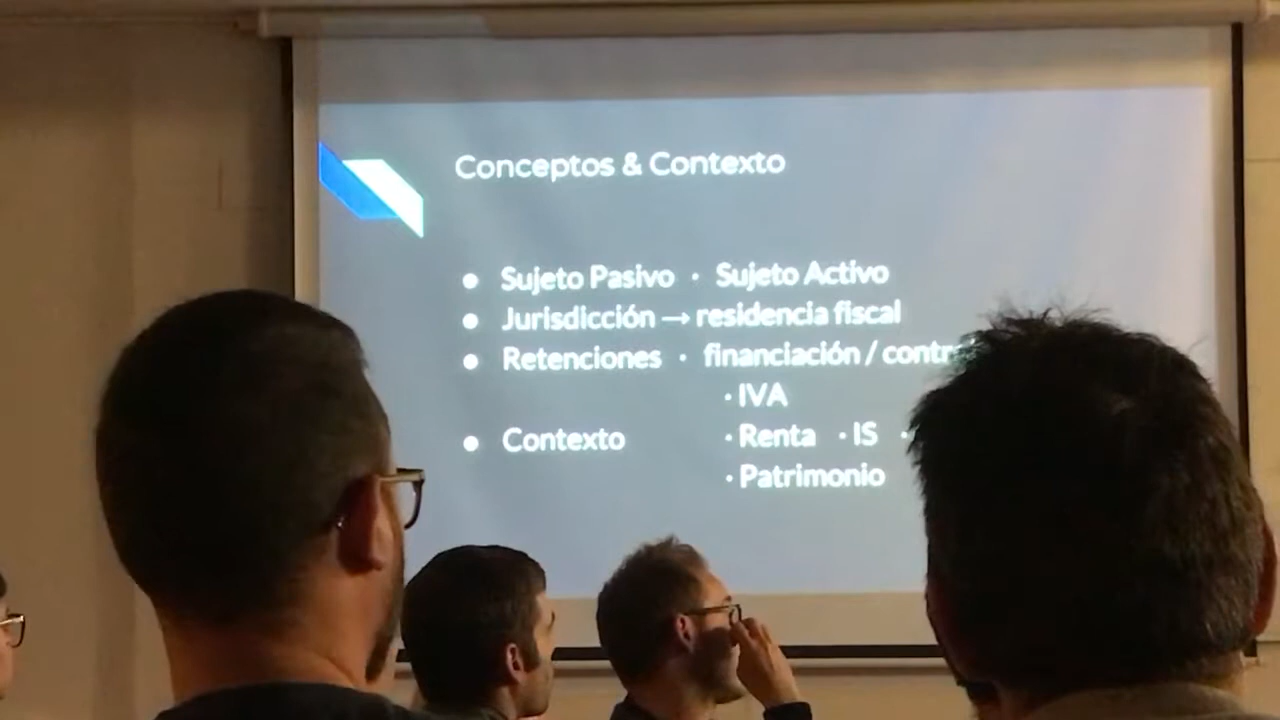 Conceptos & Contexto
● Sujeto Pasivo · Sujeto Activo
● Jurisdicción → residencia fiscal
● Retenciones · financiación /
· IVA
● Contexto · Renta · IS ·
· Patrimonio